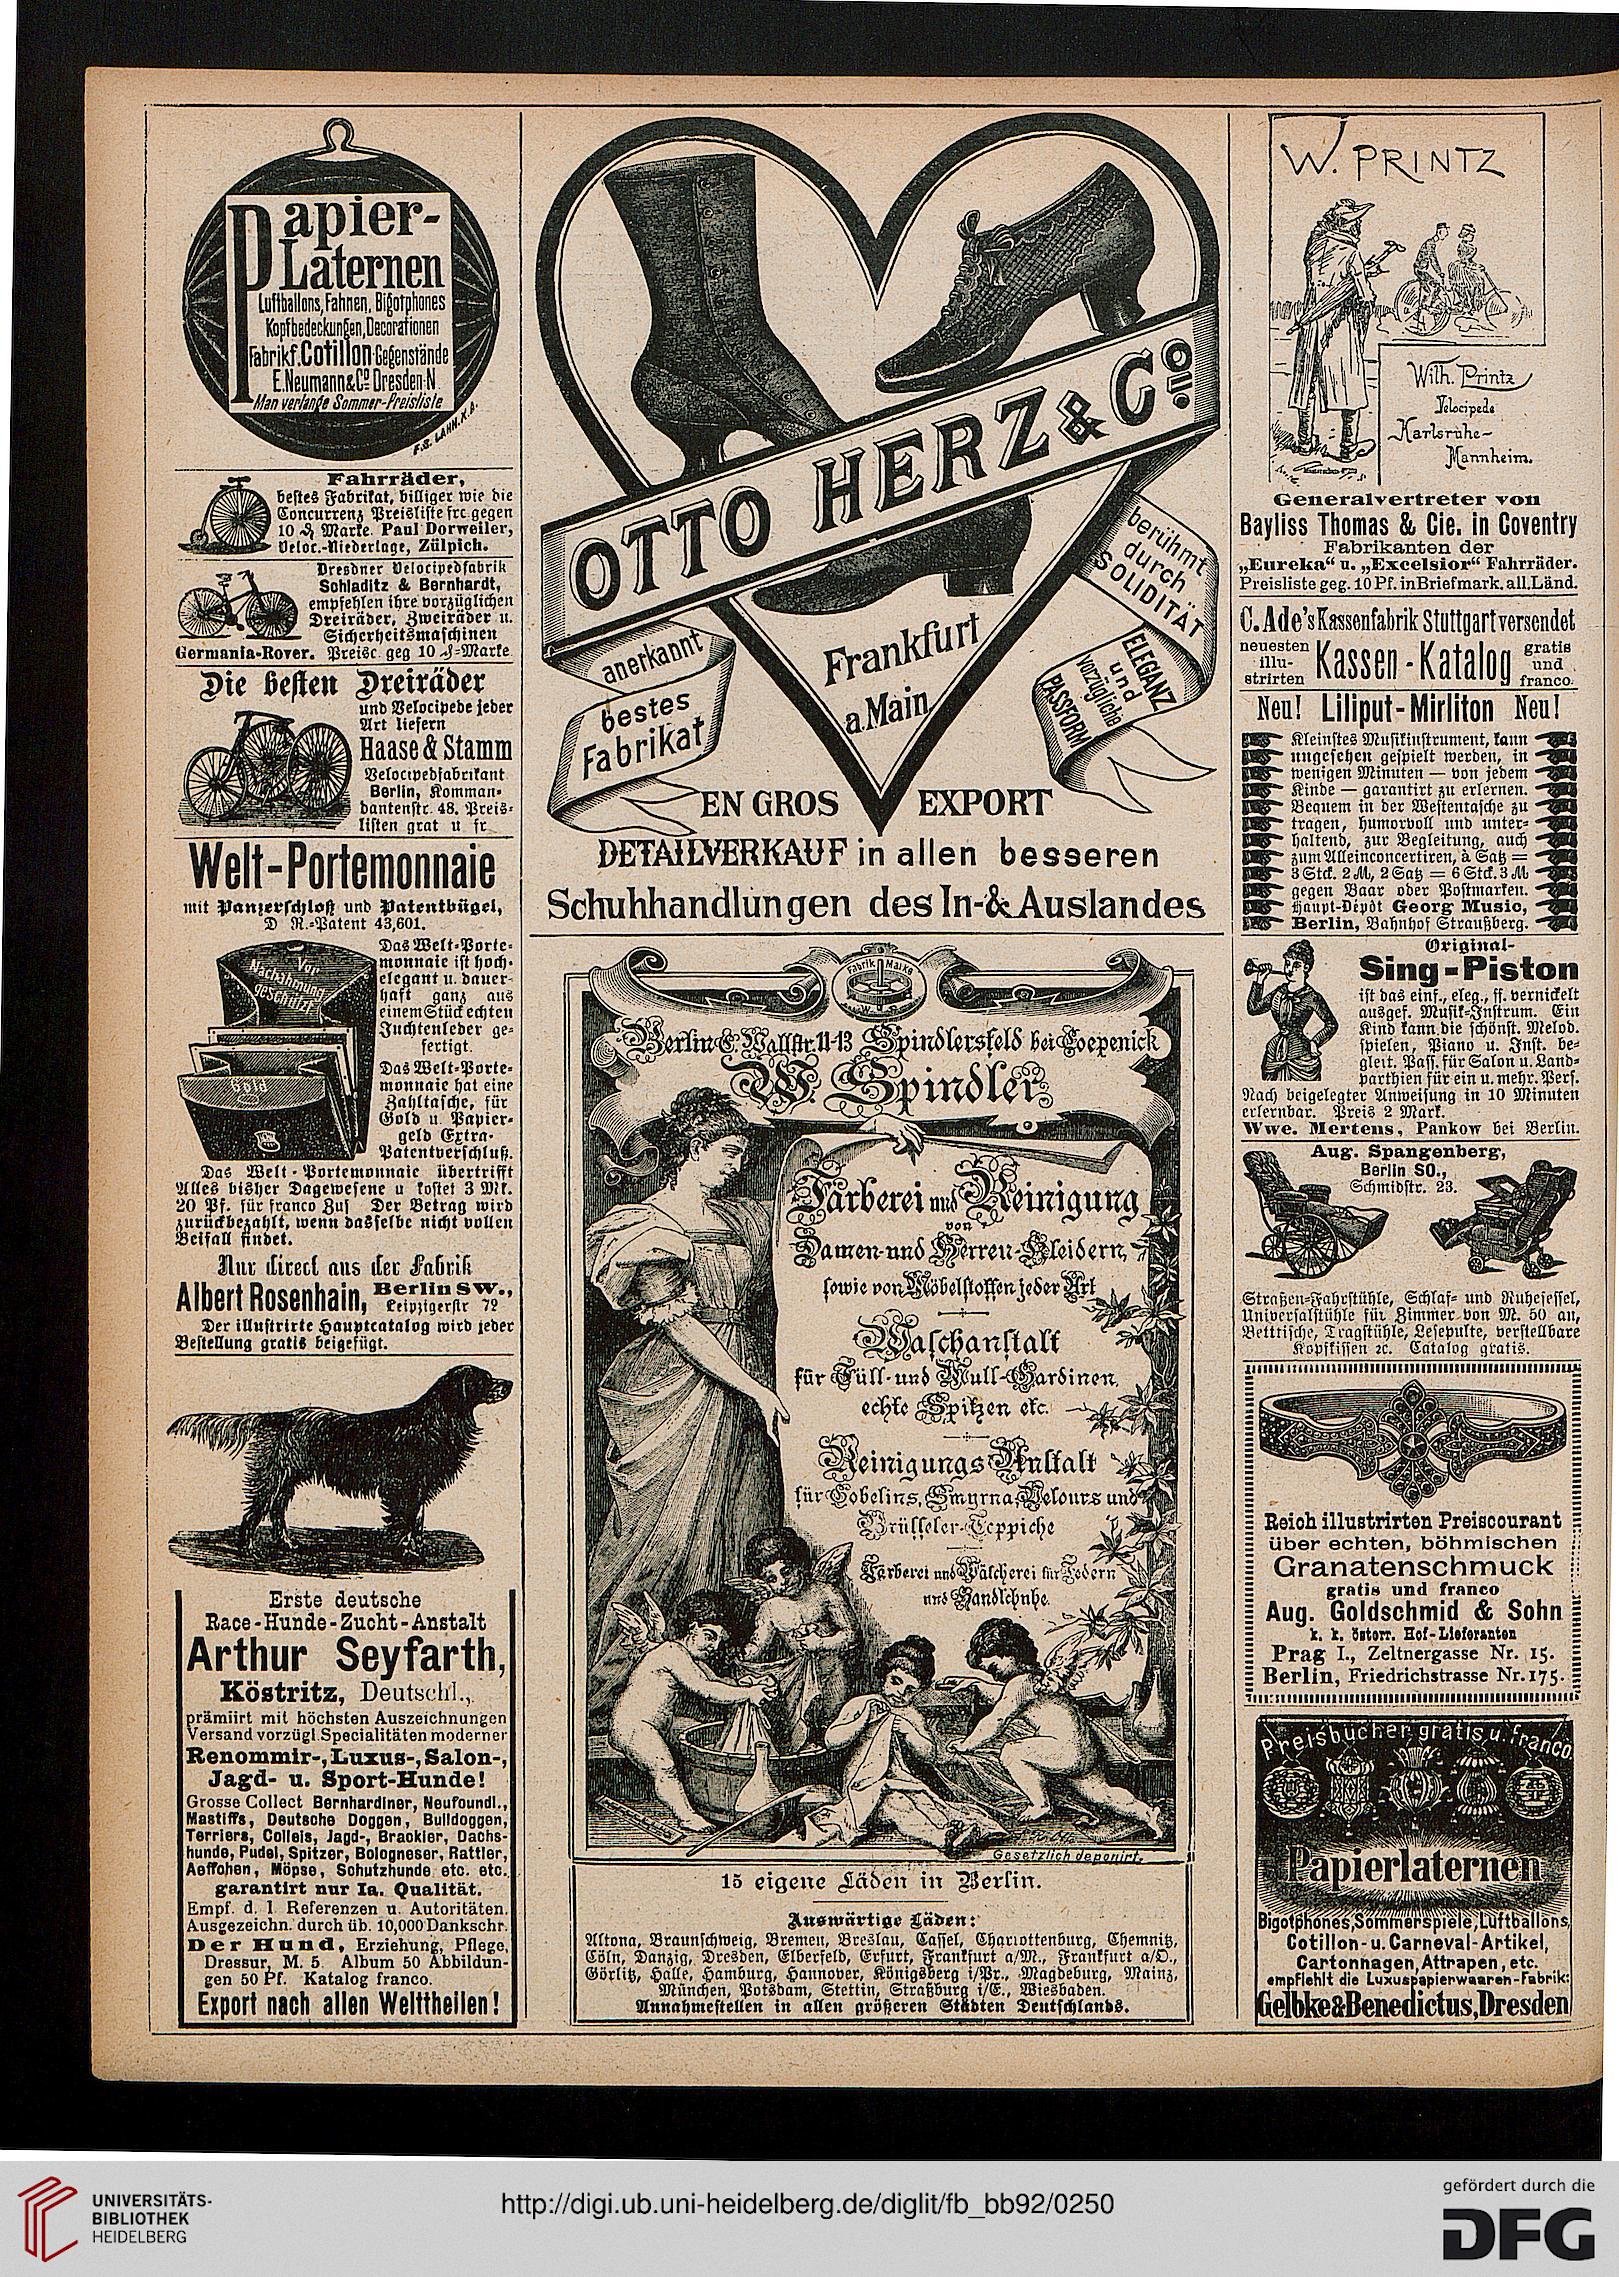 Papier-
Laternen
Luftballons, Fahnen, Bigotphones
Kopfbedeckungen, Decorationen
Fabrik f. Cotillon-Gegenstände
E. Neumann & Co Dresden N.
Man verlange Sommer-Preisliste
F.S. LAHN. X.A.
Fahrräder,
bestes Fabrikat, billiger wie die
Concurrenz Preisliste frc. gegen
10 ₰ Marke. Paul Dorweiler,
Veloc.-Niederlage, Zülpich.
Dresdner Velocipedfabrik
Schladitz & Bernhardt,
empfehlen ihre vorzüglichen
Dreiräder, Zweiräder u.
Sicherheitsmaschinen
Germania-Rover. Preisc. geg 10 ₰-Marke
Die besten Dreiräder
und Velocipede jeder
Art liefern
Haase & Stamm
Velocipedfabrikant
Berlin, Komman-
dantenstr. 48. Preis-
listen grat u fr
Welt-Portemonnaie
mit Panzerschloß und Patentbügel,
D R.-Patent 43,601.
Vor
Nachahmung
geschützt
Gold
Das Welt-Porte-
monnaie ist hoch-
elegant u. dauer-
haft ganz aus
einem Stück echten
Juchtenleder ge-
fertigt.
Das Welt-Porte-
monnaie hat eine
Zahltasche, für
Gold u. Papier-
geld Extra-
Patentverschluß.
Das Welt-Portemonnaie übertrifft
Alles bisher Dagewesene u kostet 3 Mk.
20 Pf. für franco Zus Der Betrag wird
zurückbezahlt, wenn dasselbe nicht vollen
Beifall findet.
Nur direct aus der Fabrik
Albert Rosenhain, Berlin SW.,
Leipzigerstr 72
Der illustrirte Hauptcatalog wird jeder
Bestellung gratis beigefügt.
Erste deutsche
Race-Hunde-Zucht-Anstalt
Arthur Seyfarth,
Köstritz, Deutschl.,
prämiirt mit höchsten Auszeichnungen
Versand vorzügl. Specialitäten moderner
Renommir-, Luxus-, Salon-,
Jagd- u. Sport-Hunde!
Grosse Collect Bernhardiner, Neufoundl.,
Mastiffs, Deutsche Doggen, Bulldoggen,
Terriers, Colleis, Jagd-, Brackier, Dachs-
hunde, Pudel, Spitzer, Bologneser, Rattler,
Aeffchen, Möpse, Schutzhunde etc. etc.
garantirt nur Ia. Qualität.
Empf. d. l Referenzen u. Autoritäten.
Ausgezeichn. durch üb. 10,000 Dankschr.
Der Hund, Erziehung, Pflege,
Dressur, M. 5 Album 50 Abbildun-
gen 50 Pf. Katalog franco.
Export nach allen Welttheilen!
OTTO HERZ & Co
anerkannt
bestes
Fabrikat
Frankfurt
a. Main.
berühmt
durch
SOLIDITÄT
ELEGANZ
und
vorzügliche
PASSFORM
EN GROS EXPORT
DETAILVERKAUF in allen besseren
Schuhhandlungen des In-& Auslandes
Fabrik Marke
Berlin C. Wallstr. 11-13 Spindlersfeld bei Coepenick
W. Spindler
Färberei und Reinigung
von
Damen- und Herren-Kleidern,
sowie von Möbelstoffen jeder Art
Waschanstalt
für Tüll- und Mull-Gardinen,
echte Spitzen etc.
Reinigungs Anstalt
für Gobelins, Smyrna, Velours und
Brüsseler-Teppiche
Färberei und Wäscherei für Federn
und Handschuhe.
Gesetzlich deponirt.
15 eigene Läden in Berlin.
Auswärtige Läden:
Altona, Braunschweig, Bremen, Breslau, Cassel, Charlottenburg, Chemnitz,
Cöln, Danzig, Dresden, Elberfeld, Erfurt, Frankfurt a/M., Frankfurt a/O.,
Görlitz, Halle, Hamburg, Hannover, Königsberg i/Pr., Magdeburg, Mainz,
München, Potsdam, Stettin, Straßburg i/E., Wiesbaden.
Annahmestellen in allen größeren Städten Deutschlands.
W. PRINTZ
Wilh. Printz
Velocipede
Karlsruhe-
Mannheim.
Generalvertreter von
Bayliss Thomas & Cie. in Coventry
Fabrikanten der
„Eureka“ u. „Excelsior“ Fahrräder.
Preisliste geg. 10 Pf. in Briefmark. all. Länd.
C. Ade's Kassenfabrik Stuttgart versendet
neuesten illu- strirten Kassen-Katalog gratis und franco.
Neu! Liliput-Mirliton Neu!
Kleinstes Musikinstrument, kann
ungesehen gespielt werden, in
wenigen Minuten — von jedem
Kinde — garantirt zu erlernen.
Bequem in der Westentasche zu
tragen, humorvoll und unter-
haltend, zur Begleitung, auch
zum Alleinconcertiren, à Satz =
3 Stck. 2 M, 2 Satz = 6 Stck. 3 M
gegen Baar oder Postmarken.
Haupt-Dépôt Georg Music,
Berlin, Bahnhof Straußberg.
Original-
Sing-Piston
ist das einf., eleg., ff. vernickelt
ausgef. Musik-Instrum. Ein
Kind kann die schönst. Melod.
spielen, Piano u. Inst. be-
gleit. Pass. für Salon u. Land-
parthien für ein u. mehr. Pers.
Nach beigelegter Anweisung in 10 Minuten
erlernbar. Preis 2 Mark.
Wwe. Mertens, Pankow bei Berlin.
Aug. Spangenberg,
Berlin SO.,
Schmidstr. 23.
Straßen-Fahrstühle, Schlaf- und Ruhesessel,
Universalstühle für Zimmer von M. 50 an,
Betttische, Tragstühle, Lesepulte, verstellbare
Kopfkissen ꝛc. Catalog gratis.
Reich illustrirten Preiscourant
über echten, böhmischen
Granatenschmuck
gratis und franco
Aug. Goldschmid & Sohn
k. k. österr. Hof-Lieferanten
Prag I., Zeltnergasse Nr. 15.
Berlin, Friedrichstrasse Nr. 175.
Preisbücher gratis u. franco.
Papierlaternen
Bigotphones, Sommerspiele, Luftballons,
Cotillon- u. Carneval-Artikel,
Cartonnagen, Attrapen, etc.
empfiehlt die Luxuspapierwaaren-Fabrik:
Gelbke & Benedictus, Dresden
UNIVERSITÄTS-
BIBLIOTHEK
HEIDELBERG
http://digi.ub.uni-heidelberg.de/diglit/fb_bb92/0250
gefördert durch die
DFG